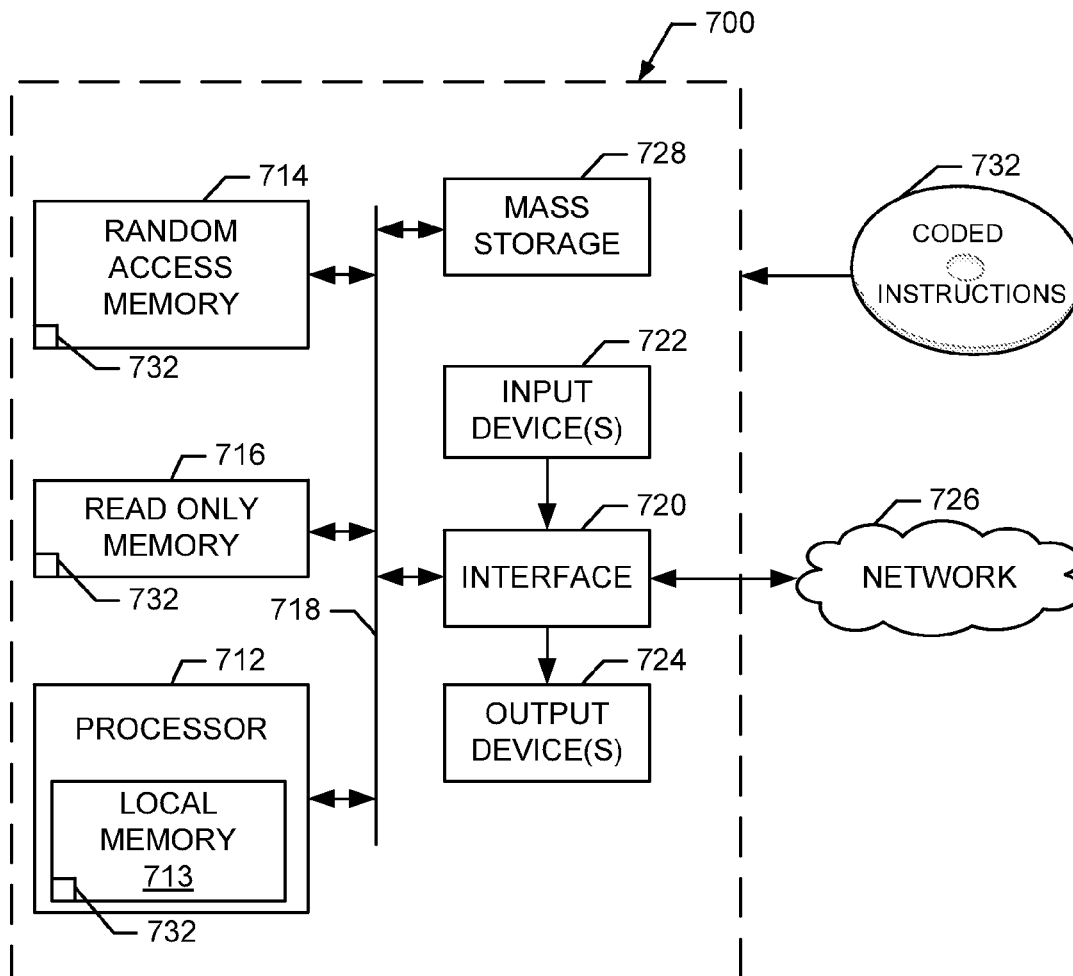 700
714
RANDOM
ACCESS
MEMORY
732
728
MASS
STORAGE
732
CODED
INSTRUCTIONS
722
INPUT
DEVICE(S)
716
READ ONLY
MEMORY
732
720
INTERFACE
726
NETWORK
718
712
PROCESSOR
LOCAL
MEMORY
713
732
724
OUTPUT
DEVICE(S)